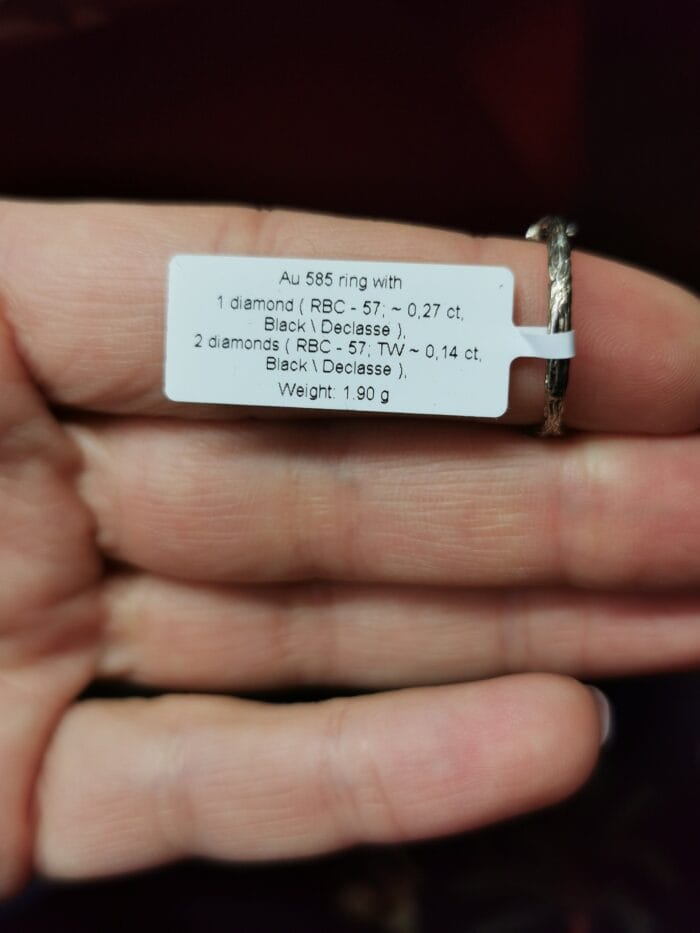 Au 585 ring with
1 diamond ( RBC - 57; ~ 0,27 ct,
Black \ Declasse ),
2 diamonds ( RBC - 57; TW ~ 0,14 ct,
Black \ Declasse ),
Weight: 1.90 g